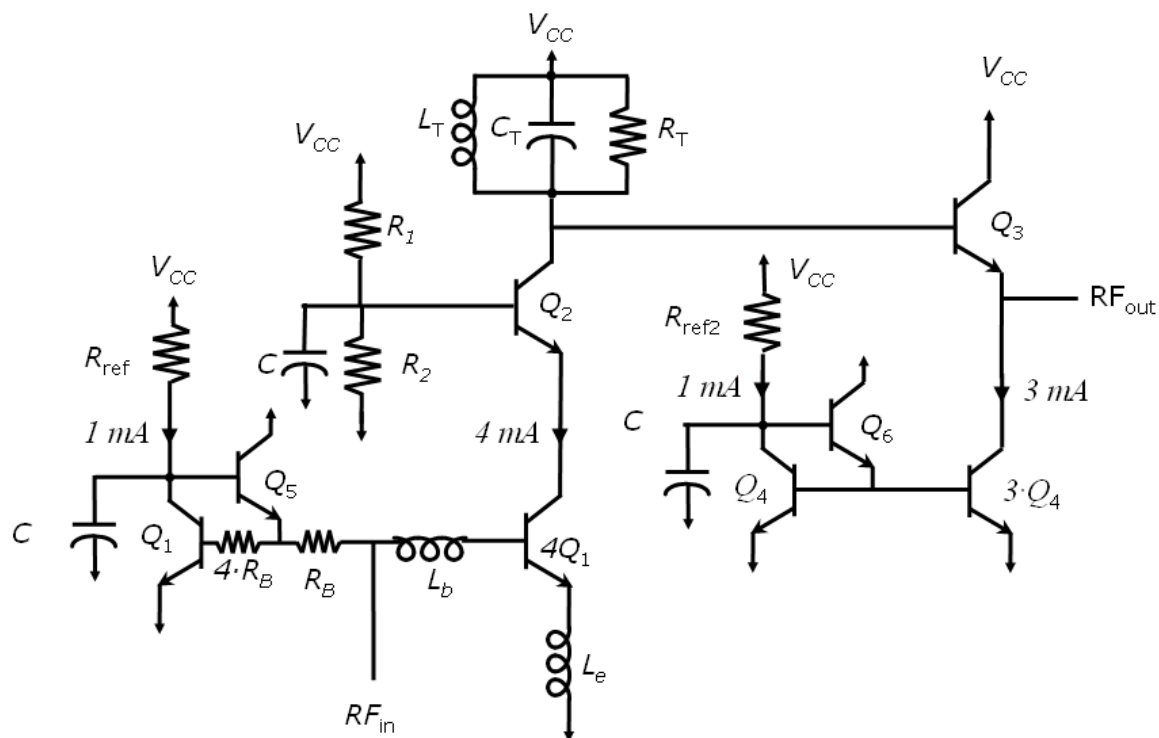 V_CC
V_CC
L_T
C_T
R_T
V_CC
R_1
Q_3
V_CC
V_CC
Q_2
RF_out
R_ref
C
R_2
R_ref2
1 mA
4 mA
1 mA
3 mA
C
Q_6
Q_5
Q_4
3·Q_4
C
Q_1
4·R_B
R_B
L_b
4Q_1
L_e
RF_in